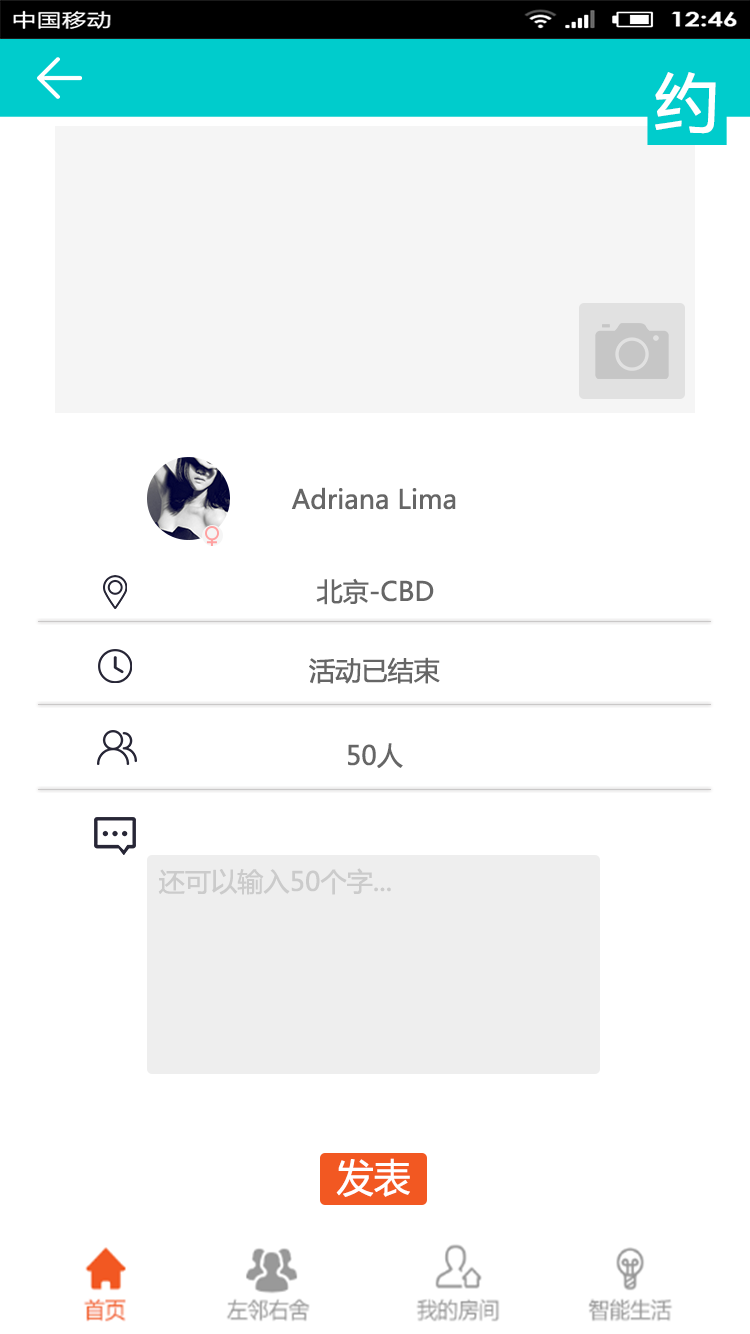 中国移动 12:46
约
Adriana Lima
北京-CBD
活动已结束
50人
还可以输入50个字...
发表
首页 左邻右舍 我的房间 智能生活